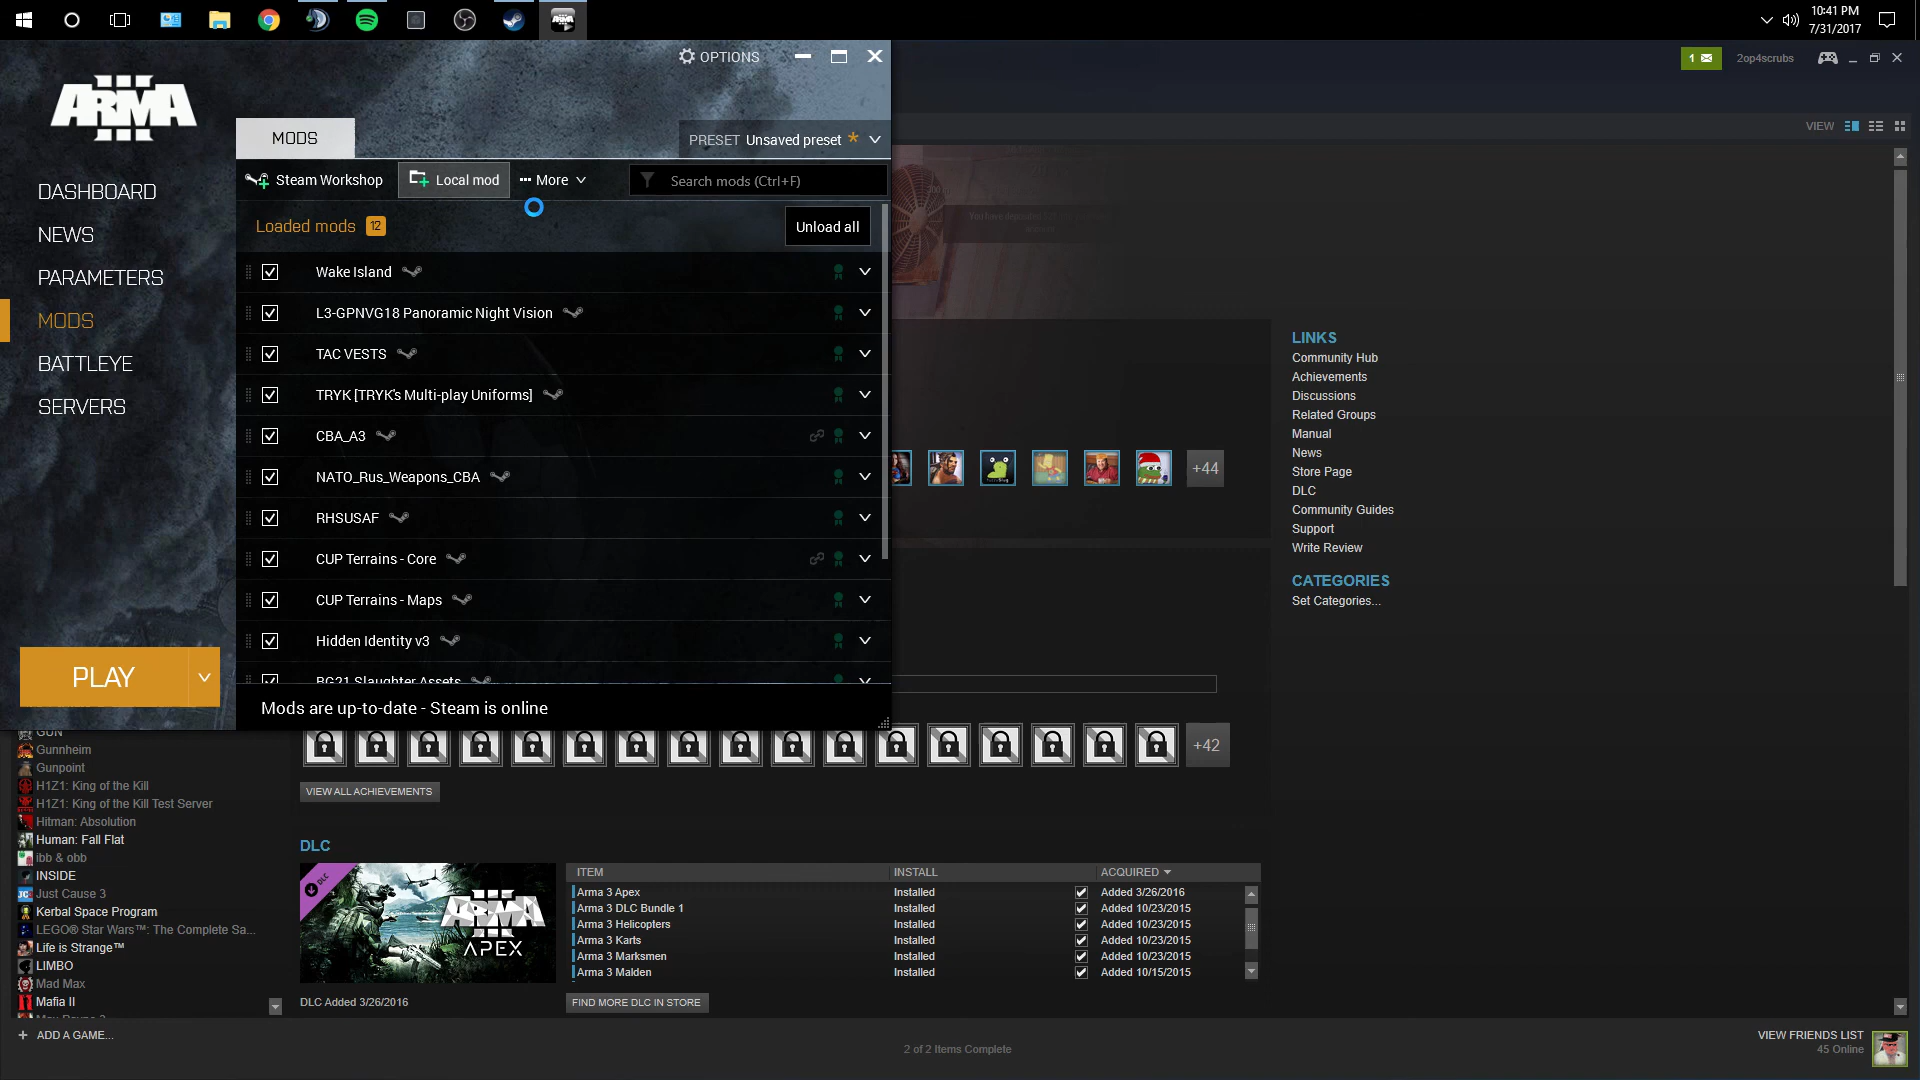 10:41 PM
7/31/2017
OPTIONS
1
2op4scrubs
ARMA
III
MODS
PRESET Unsaved preset *
VIEW
Steam Workshop
Local mod
More
Search mods (Ctrl+F)
DASHBOARD
NEWS
PARAMETERS
MODS
BATTLEYE
SERVERS
Loaded mods 12
Unload all
Wake Island
L3-GPNVG18 Panoramic Night Vision
TAC VESTS
TRYK [TRYK's Multi-play Uniforms]
CBA_A3
NATO_Rus_Weapons_CBA
RHSUSAF
CUP Terrains - Core
CUP Terrains - Maps
Hidden Identity v3
BG21 Slaughter Assets
PLAY
Mods are up-to-date - Steam is online
LINKS
Community Hub
Achievements
Discussions
Related Groups
Manual
News
Store Page
DLC
Community Guides
Support
Write Review
CATEGORIES
Set Categories...
+44
+42
VIEW ALL ACHIEVEMENTS
GUN
Gunnheim
Gunpoint
H1Z1: King of the Kill
H1Z1: King of the Kill Test Server
Hitman: Absolution
Human: Fall Flat
ibb & obb
INSIDE
Just Cause 3
Kerbal Space Program
LEGO® Star Wars™: The Complete Sa...
Life is Strange™
LIMBO
Mad Max
Mafia II
DLC
DLC
ARMA
III
APEX
DLC Added 3/26/2016
ITEM INSTALL ACQUIRED
Arma 3 Apex Installed Added 3/26/2016
Arma 3 DLC Bundle 1 Installed Added 10/23/2015
Arma 3 Helicopters Installed Added 10/23/2015
Arma 3 Karts Installed Added 10/23/2015
Arma 3 Marksmen Installed Added 10/23/2015
Arma 3 Malden Installed Added 10/15/2015
FIND MORE DLC IN STORE
+ ADD A GAME...
2 of 2 Items Complete
VIEW FRIENDS LIST
45 Online